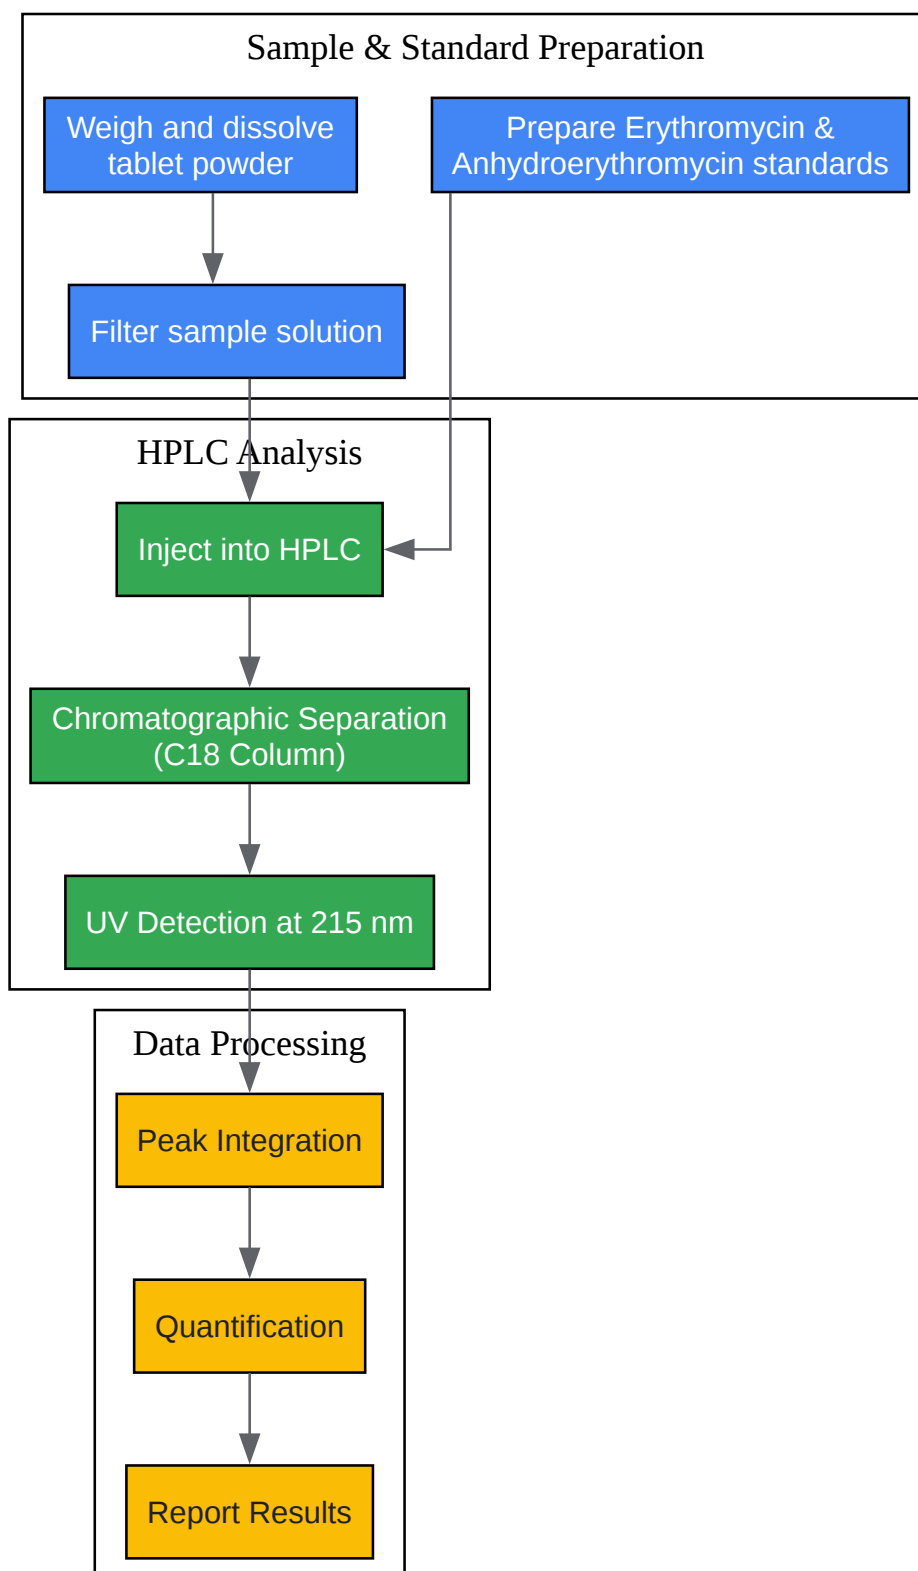 Sample & Standard Preparation
Weigh and dissolve
tablet powder
Prepare Erythromycin &
Anhydroerythromycin standards
Filter sample solution
HPLC Analysis
Inject into HPLC
Chromatographic Separation
(C18 Column)
UV Detection at 215 nm
Data Processing
Peak Integration
Quantification
Report Results